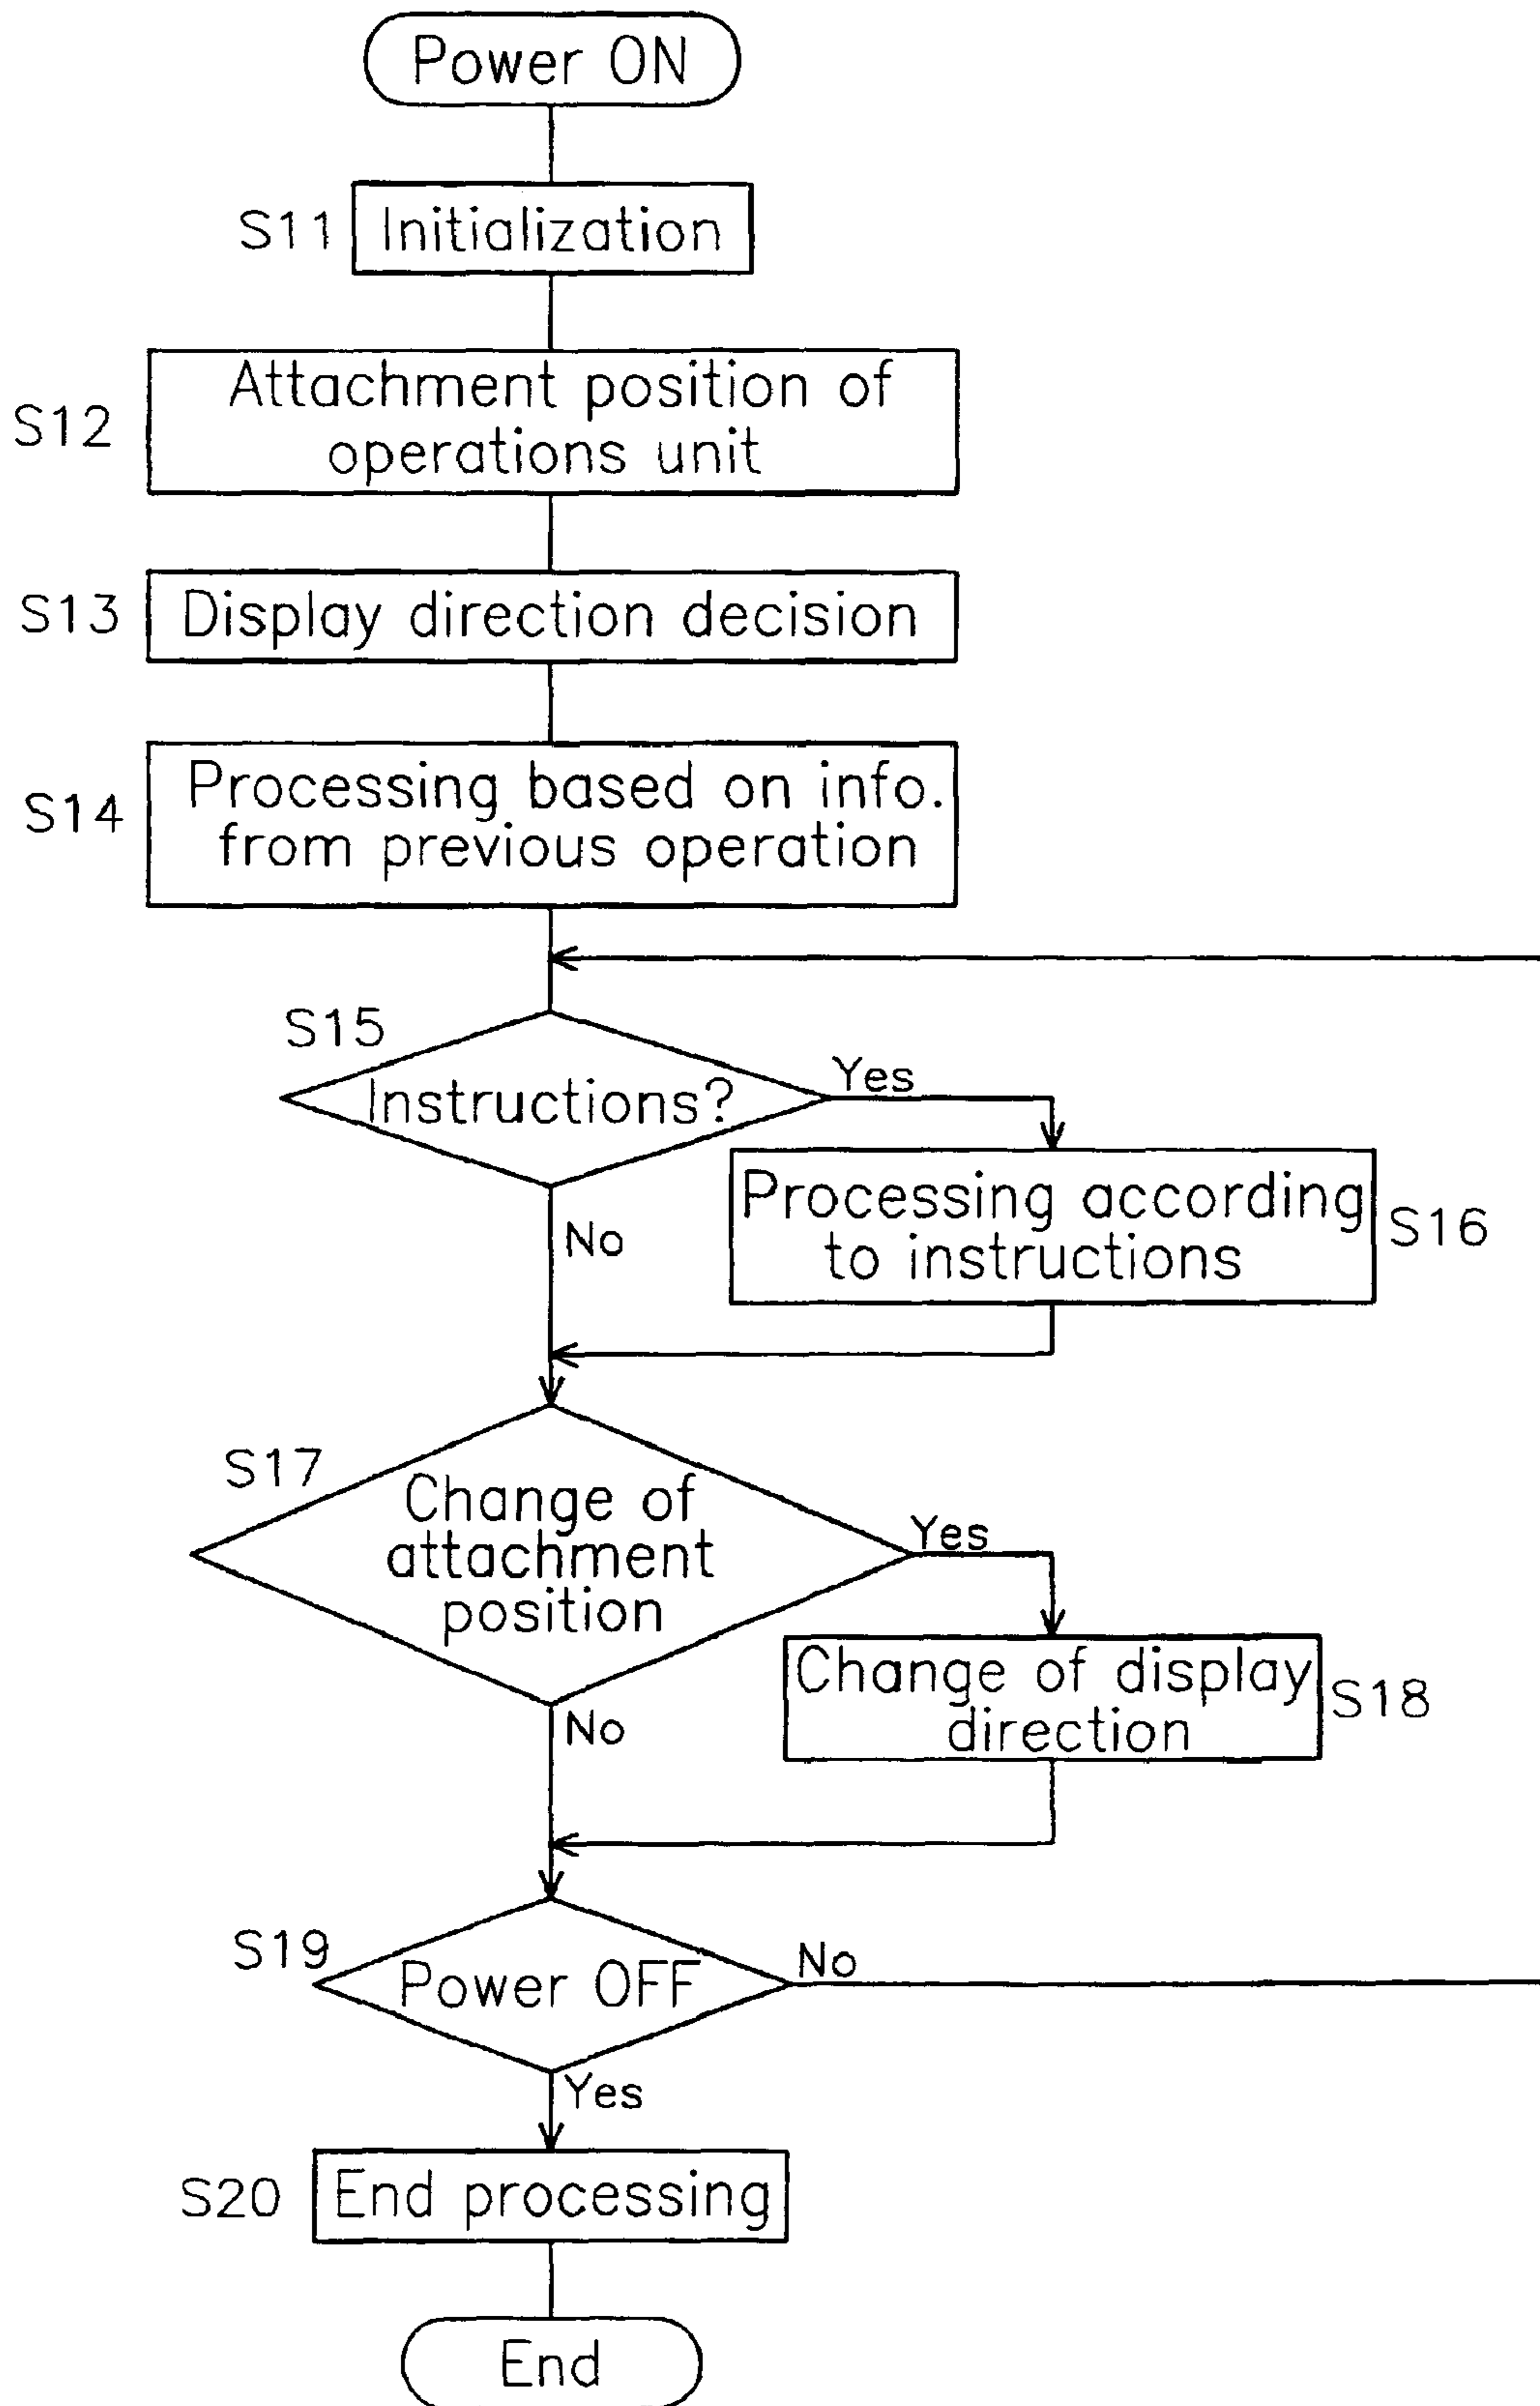 Power ON
S11
Initialization
S12
Attachment position of
operations unit
S13
Display direction decision
S14
Processing based on info.
from previous operation
S15
Instructions?
Yes
No
Processing according
to instructions
S16
S17
Change of
attachment
position
Yes
No
Change of display
direction
S18
S19
Power OFF
No
Yes
S20
End processing
End